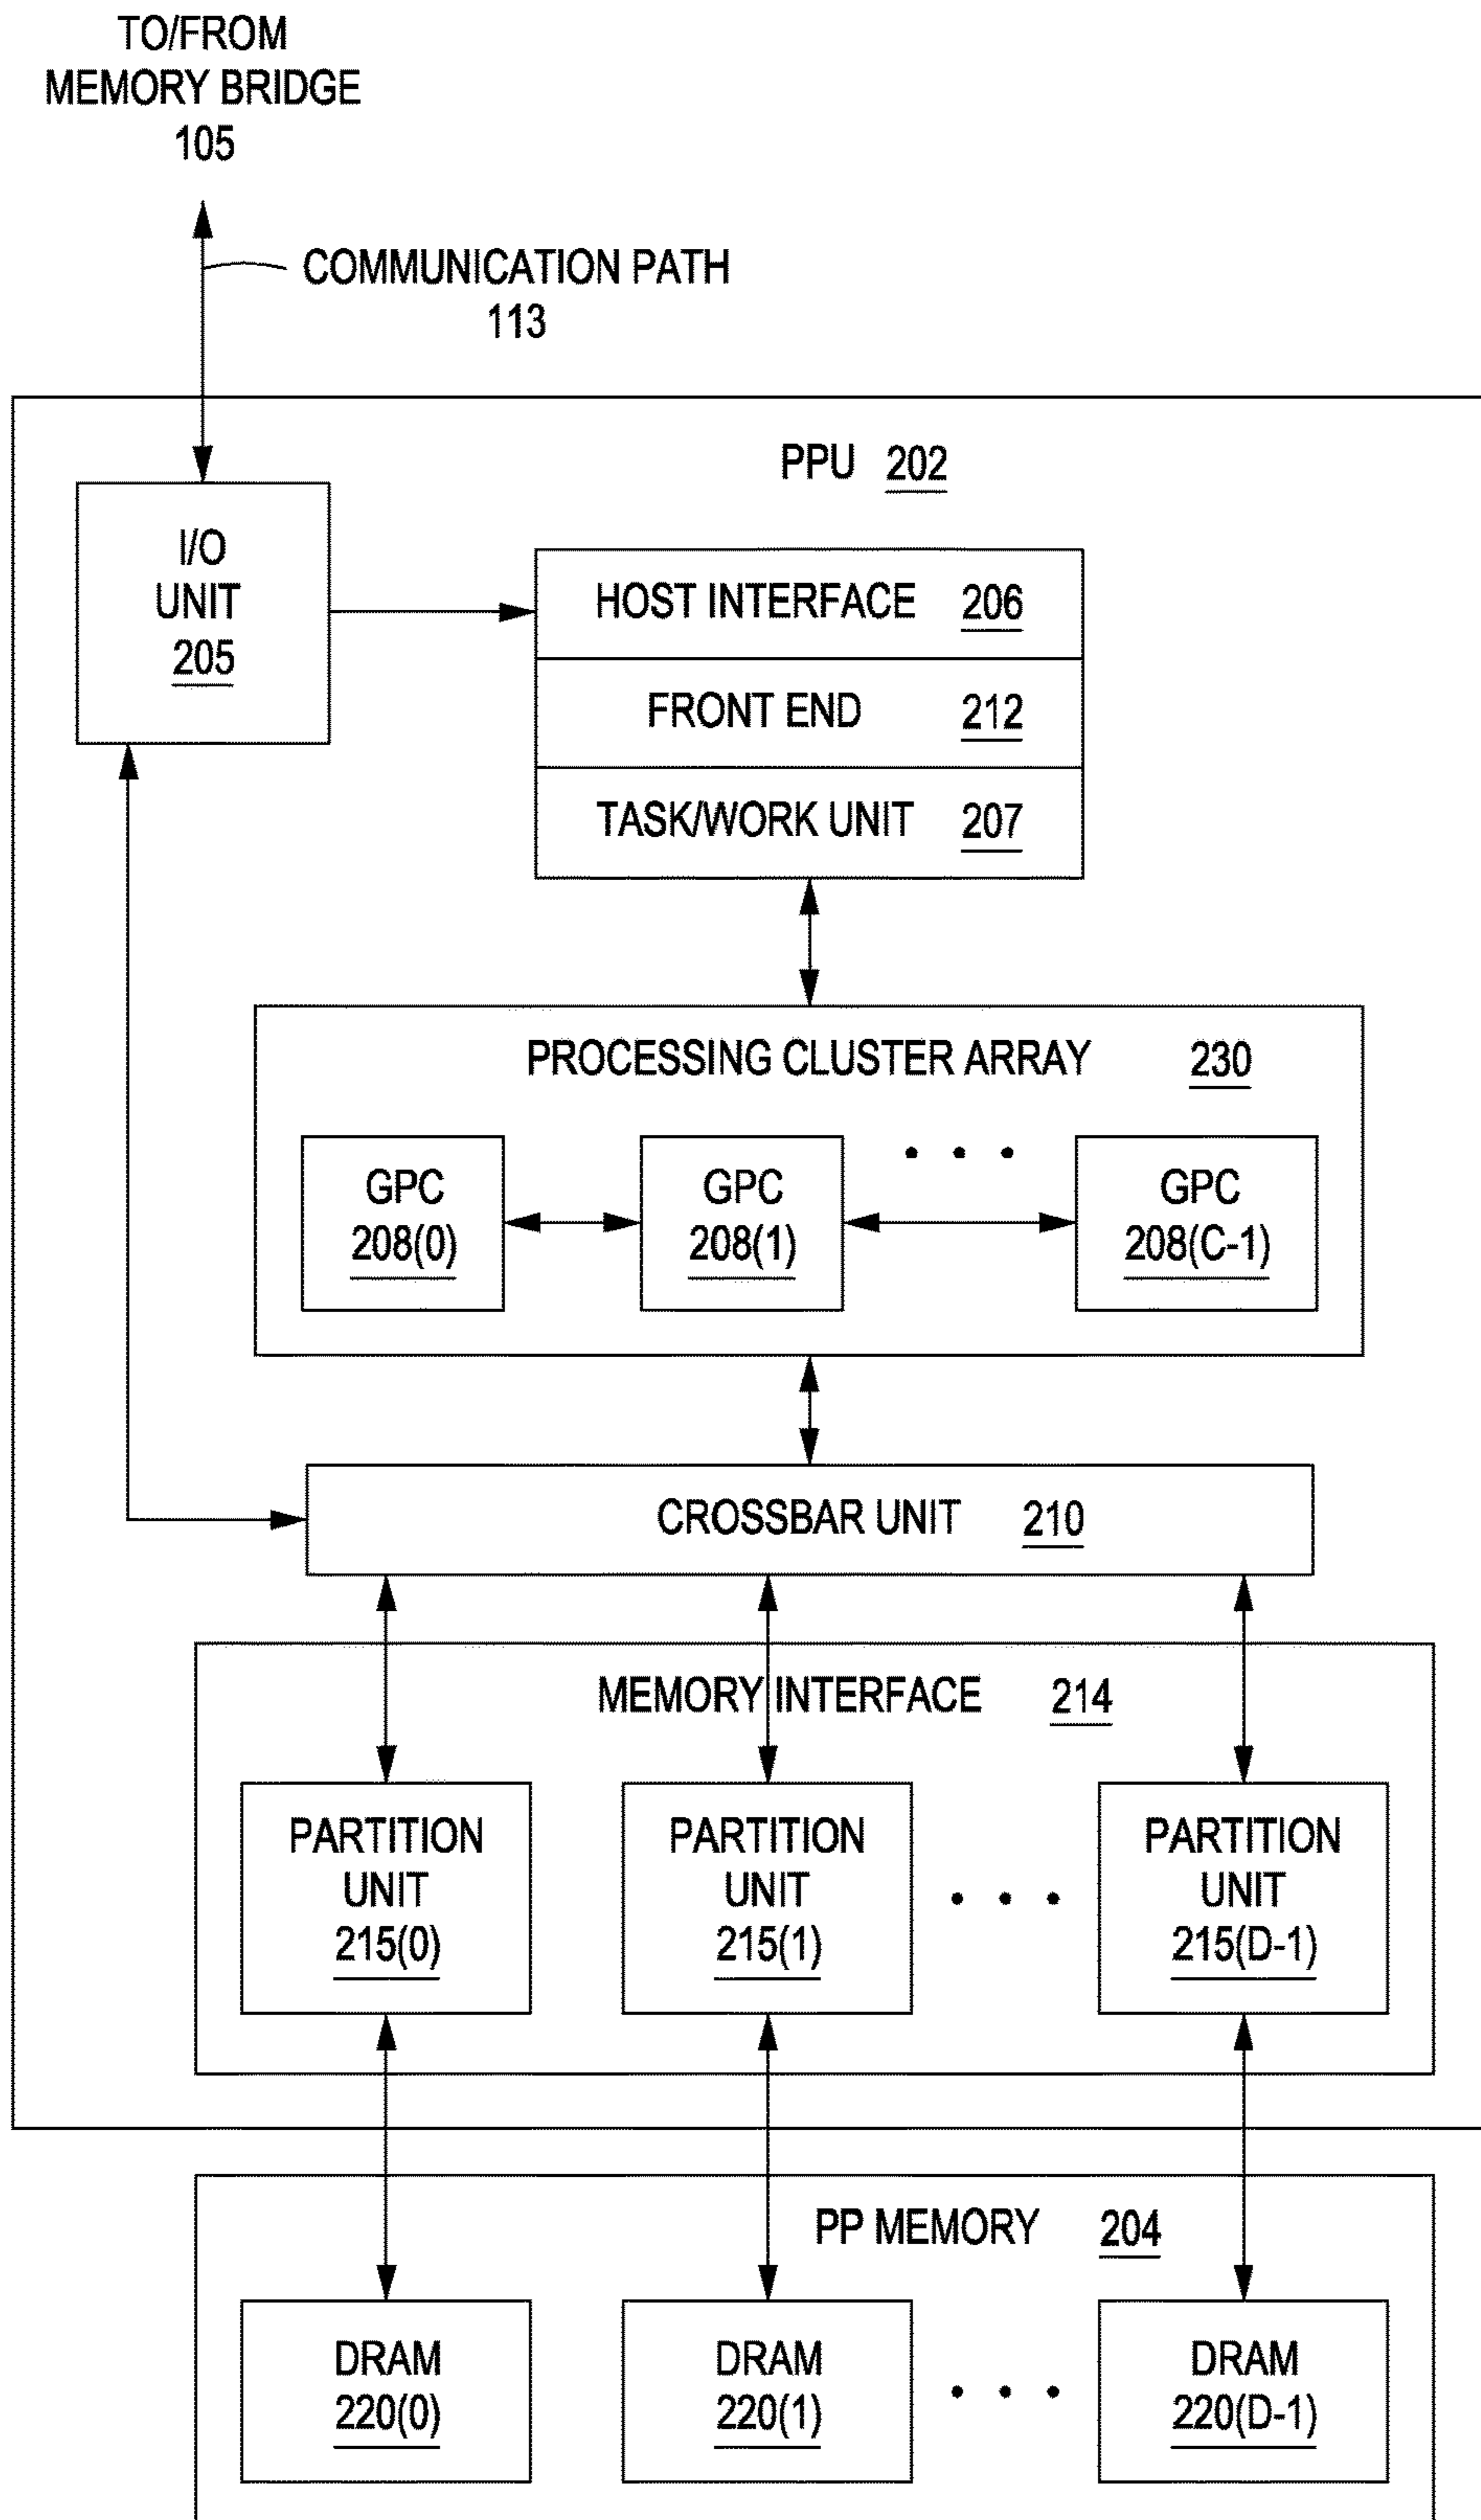 TO/FROM
MEMORY BRIDGE
105
COMMUNICATION PATH
113
PPU 202
I/O
UNIT
205
HOST INTERFACE 206
FRONT END 212
TASK/WORK UNIT 207
PROCESSING CLUSTER ARRAY 230
GPC
208(0)
GPC
208(1)
• • •
GPC
208(C-1)
CROSSBAR UNIT 210
MEMORY INTERFACE 214
PARTITION
UNIT
215(0)
PARTITION
UNIT
215(1)
• • •
PARTITION
UNIT
215(D-1)
PP MEMORY 204
DRAM
220(0)
DRAM
220(1)
• • •
DRAM
220(D-1)